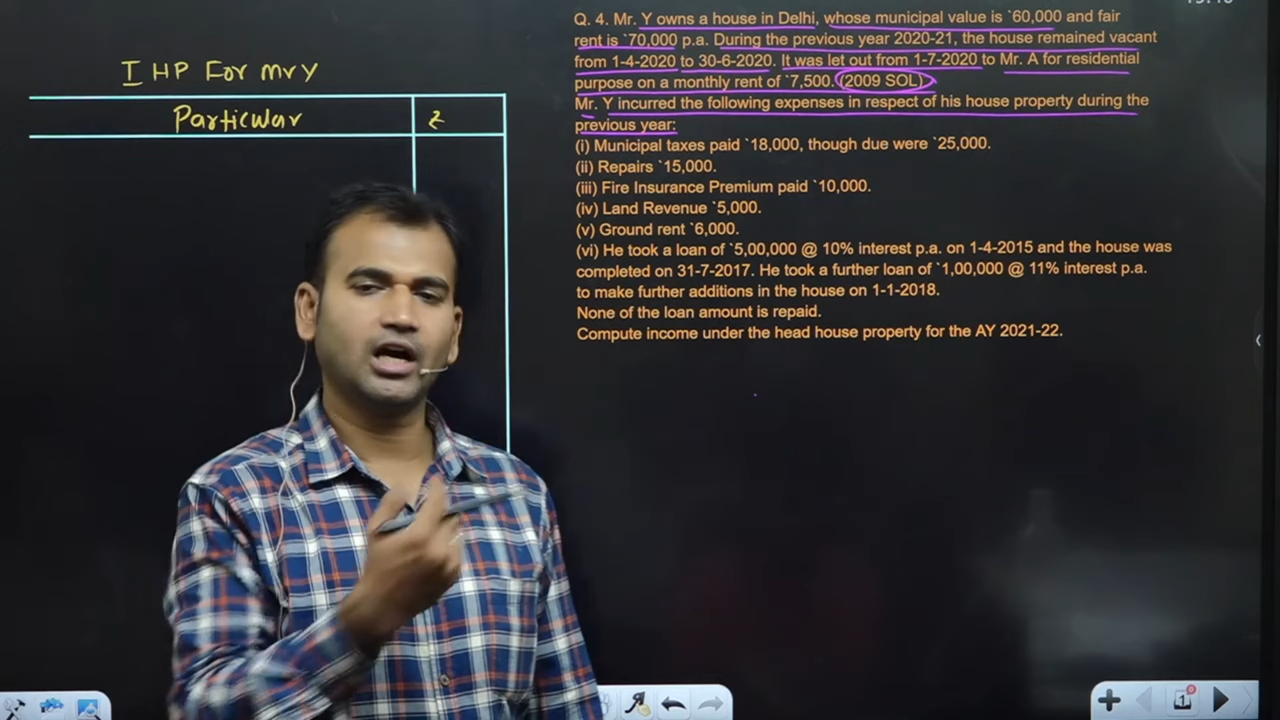 I HP For mr Y
Particular
₹
Q. 4. Mr. Y owns a house in Delhi, whose municipal value is `60,000 and fair
rent is `70,000 p.a. During the previous year 2020-21, the house remained vacant
from 1-4-2020 to 30-6-2020. It was let out from 1-7-2020 to Mr. A for residential
purpose on a monthly rent of `7,500. (2009 SOL)
Mr. Y incurred the following expenses in respect of his house property during the
previous year:
(i) Municipal taxes paid `18,000, though due were `25,000.
(ii) Repairs `15,000.
(iii) Fire Insurance Premium paid `10,000.
(iv) Land Revenue `5,000.
(v) Ground rent `6,000.
(vi) He took a loan of `5,00,000 @ 10% interest p.a. on 1-4-2015 and the house was
completed on 31-7-2017. He took a further loan of `1,00,000 @ 11% interest p.a.
to make further additions in the house on 1-1-2018.
None of the loan amount is repaid.
Compute income under the head house property for the AY 2021-22.